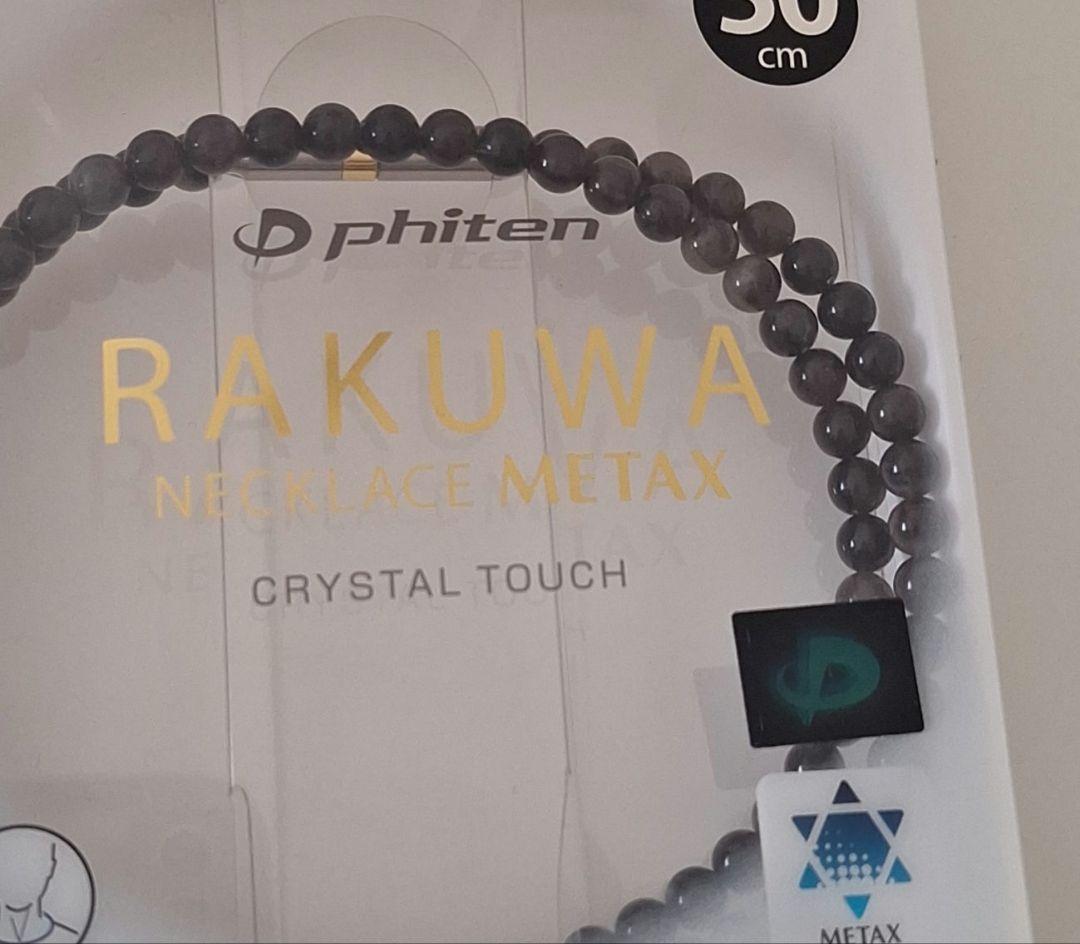 cm
phiten
RAKUWA
NECKLACE METAX
CRYSTAL TOUCH
METAX